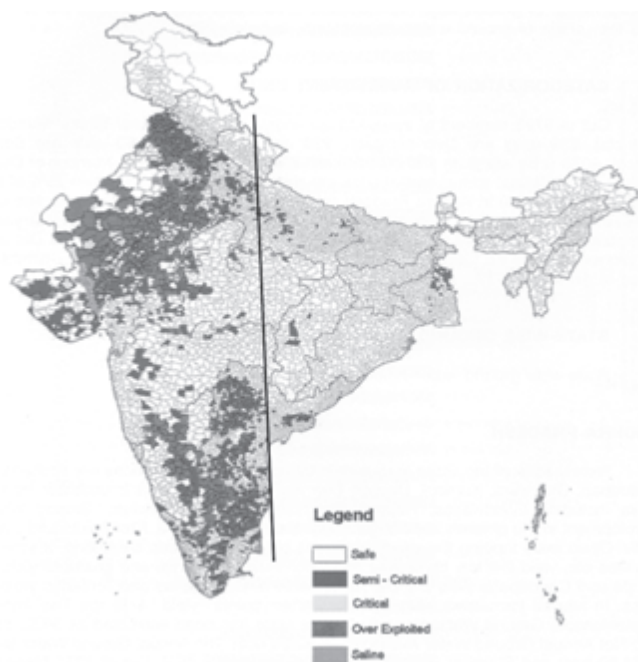 Legend
Safe
Semi - Critical
Critical
Over Exploited
Saline